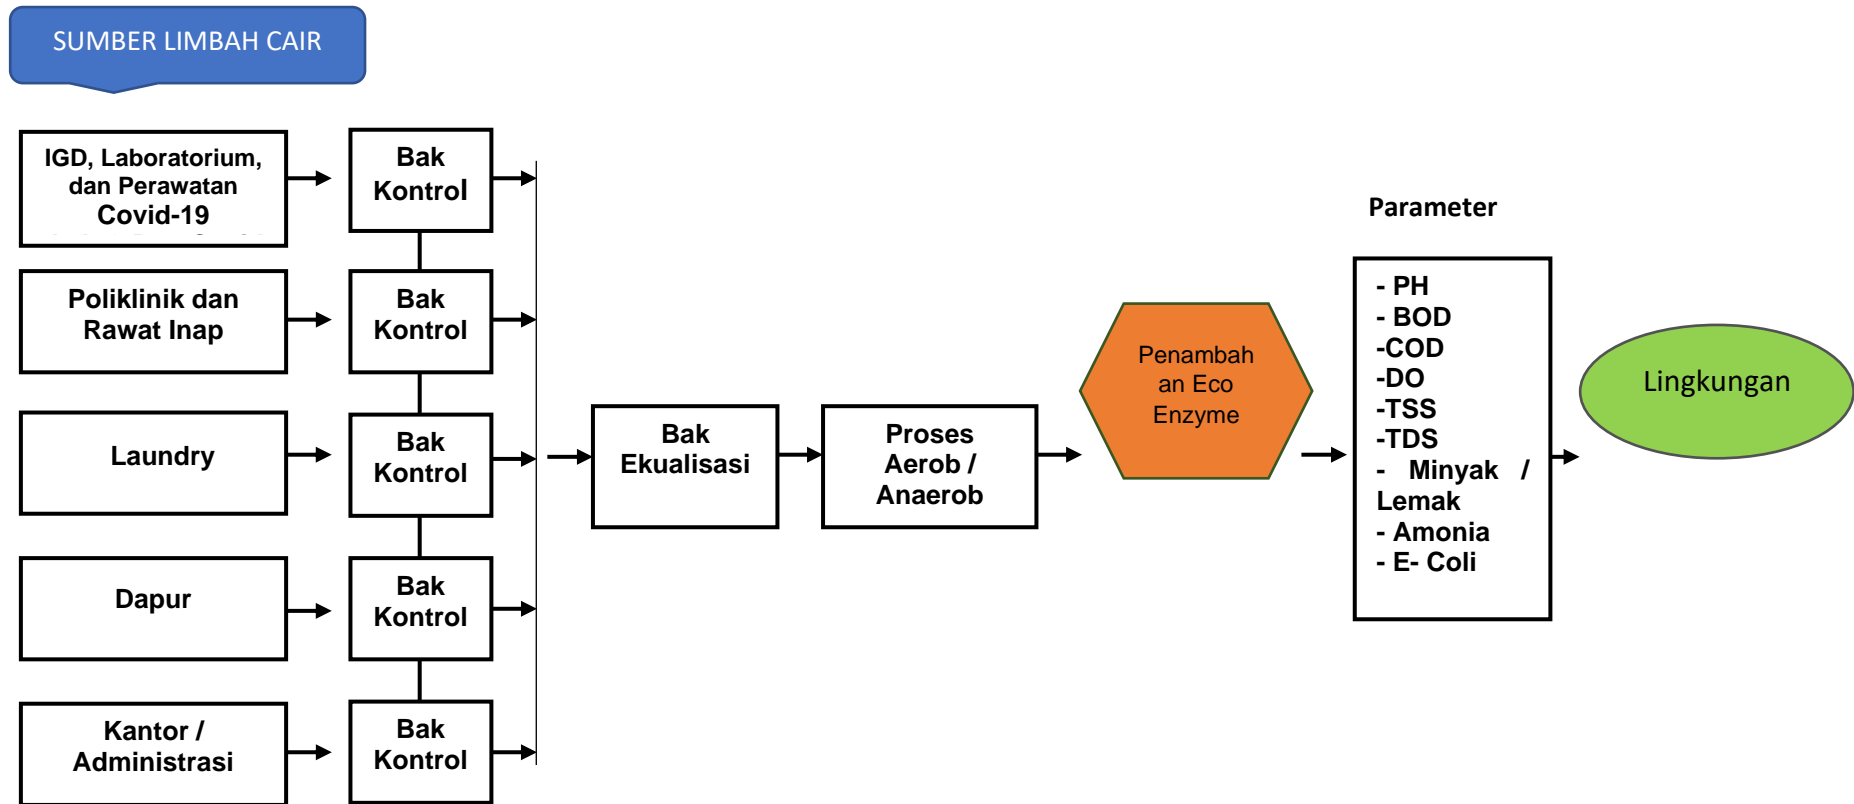 SUMBER LIMBAH CAIR
IGD, Laboratorium,
dan Perawatan
Covid-19
Bak
Kontrol
Poliklinik dan
Rawat Inap
Bak
Kontrol
Laundry
Bak
Kontrol
Dapur
Bak
Kontrol
Kantor /
Administrasi
Bak
Kontrol
Bak
Ekualisasi
Proses
Aerob /
Anaerob
Penambah
an Eco
Enzyme
Parameter
- PH
- BOD
-COD
-DO
-TSS
-TDS
- Minyak /
Lemak
- Amonia
- E- Coli
Lingkungan